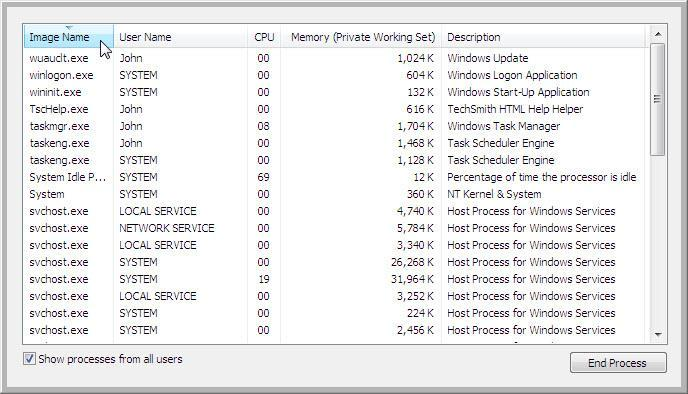 Image Name User Name CPU Memory (Private Working Set) Description
wuauclt.exe John 00 1,024 K Windows Update
winlogon.exe SYSTEM 00 604 K Windows Logon Application
wininit.exe SYSTEM 00 132 K Windows Start-Up Application
TscHelp.exe John 00 616 K TechSmith HTML Help Helper
taskmgr.exe John 08 1,704 K Windows Task Manager
taskeng.exe John 00 1,468 K Task Scheduler Engine
taskeng.exe SYSTEM 00 1,128 K Task Scheduler Engine
System Idle P... SYSTEM 69 12 K Percentage of time the processor is idle
System SYSTEM 00 360 K NT Kernel & System
svchost.exe LOCAL SERVICE 00 4,740 K Host Process for Windows Services
svchost.exe NETWORK SERVICE 00 5,784 K Host Process for Windows Services
svchost.exe LOCAL SERVICE 00 3,340 K Host Process for Windows Services
svchost.exe SYSTEM 00 26,268 K Host Process for Windows Services
svchost.exe SYSTEM 19 31,964 K Host Process for Windows Services
svchost.exe LOCAL SERVICE 00 3,252 K Host Process for Windows Services
svchost.exe SYSTEM 00 224 K Host Process for Windows Services
svchost.exe SYSTEM 00 2,456 K Host Process for Windows Services
Show processes from all users End Process